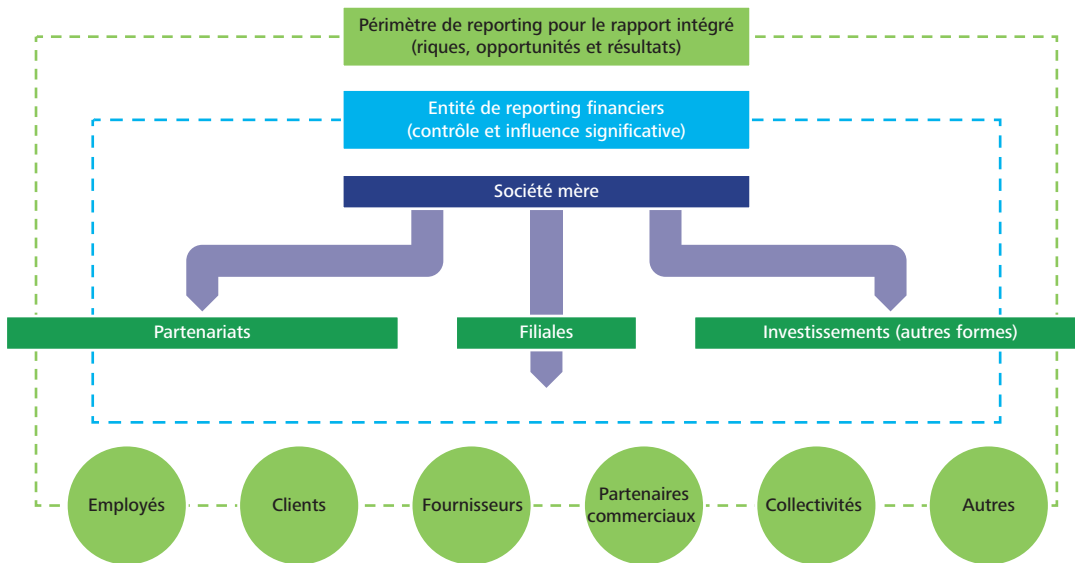 Périmètre de reporting pour le rapport intégré
(riques, opportunités et résultats)
Entité de reporting financiers
(contrôle et influence significative)
Société mère
Partenariats
Filiales
Investissements (autres formes)
Employés
Clients
Fournisseurs
Partenaires
commerciaux
Collectivités
Autres